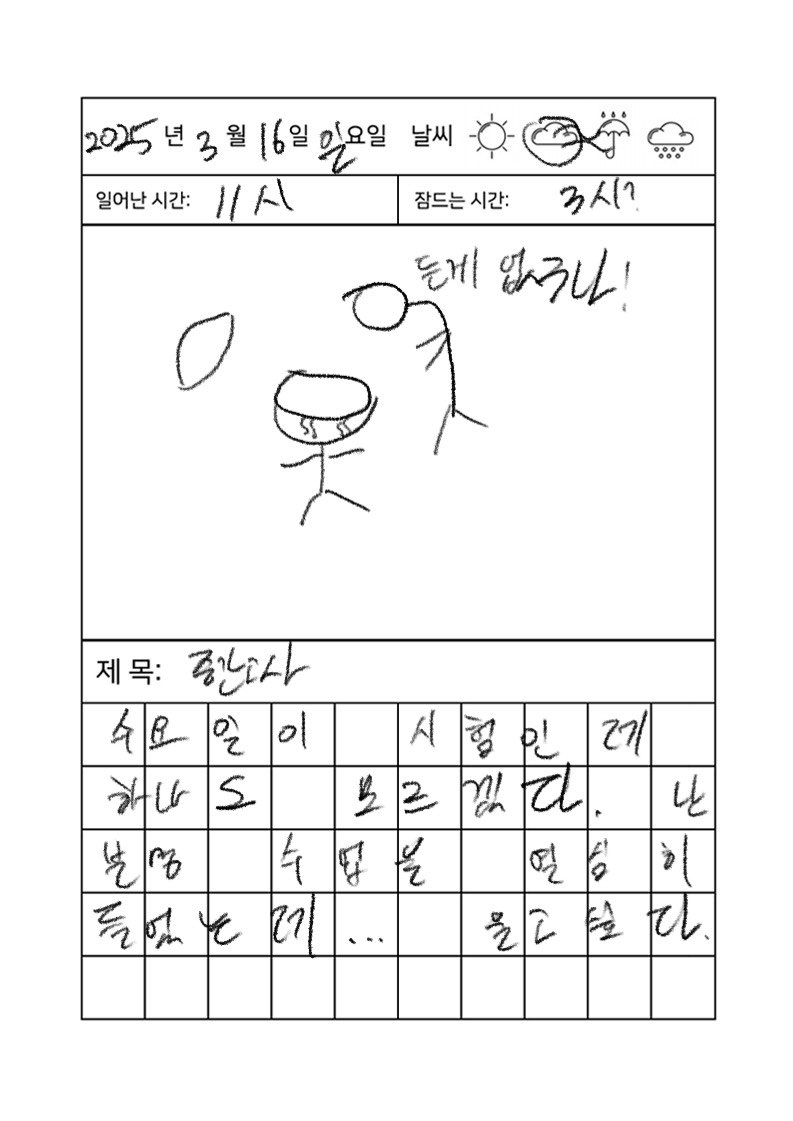 2025 년 3 월 16 일 일요일 날씨
일어난 시간: 11시 잠드는 시간: 3시?
든게 없구나!
제 목: 중간고사
수요일이 시험인데
하나도 모르겠다. 난
분명 수업을 열심히
들었는데... 울고싶다.